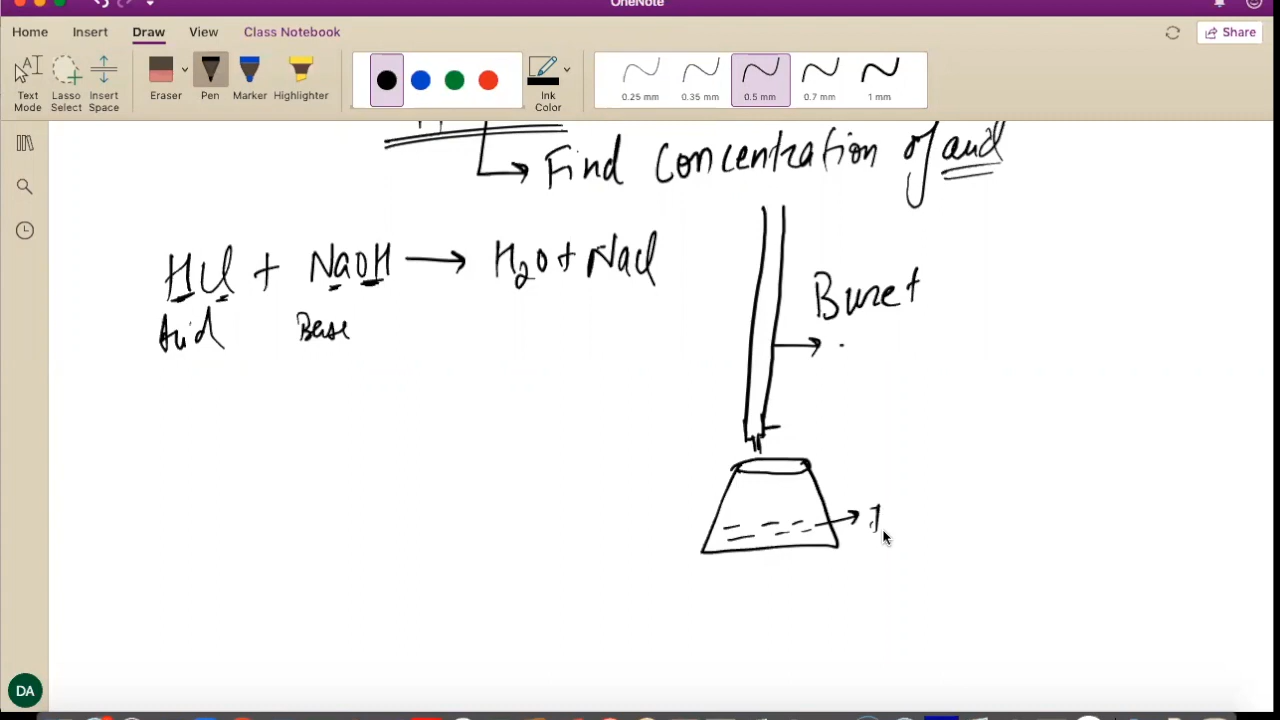 OneNote
Home Insert Draw View Class Notebook Share
Text Mode
Lasso Select
Insert Space
Eraser
Pen
Marker
Highlighter
Ink Color
0.25 mm
0.35 mm
0.5 mm
0.7 mm
1 mm
Find Concentration of acid
HCl + NaOH → H₂O + NaCl
Acid Base
Buret
DA